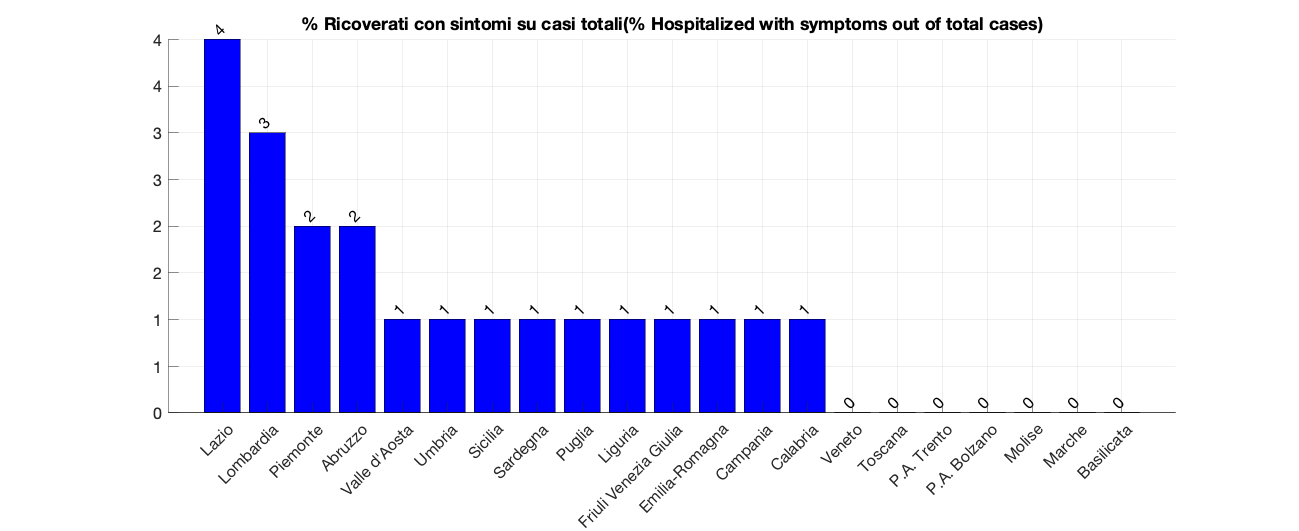 % Ricoverati con sintomi su casi totali(% Hospitalized with symptoms out of total cases)
4
4
3
3
2
2
1
1
0
4
3
2
2
1
1
1
1
1
1
1
1
1
1
0
0
0
0
0
0
0
Lazio
Lombardia
Piemonte
Abruzzo
Valle d'Aosta
Umbria
Sicilia
Sardegna
Puglia
Liguria
Friuli Venezia Giulia
Emilia-Romagna
Campania
Calabria
Veneto
Toscana
P.A. Trento
P.A. Bolzano
Molise
Marche
Basilicata